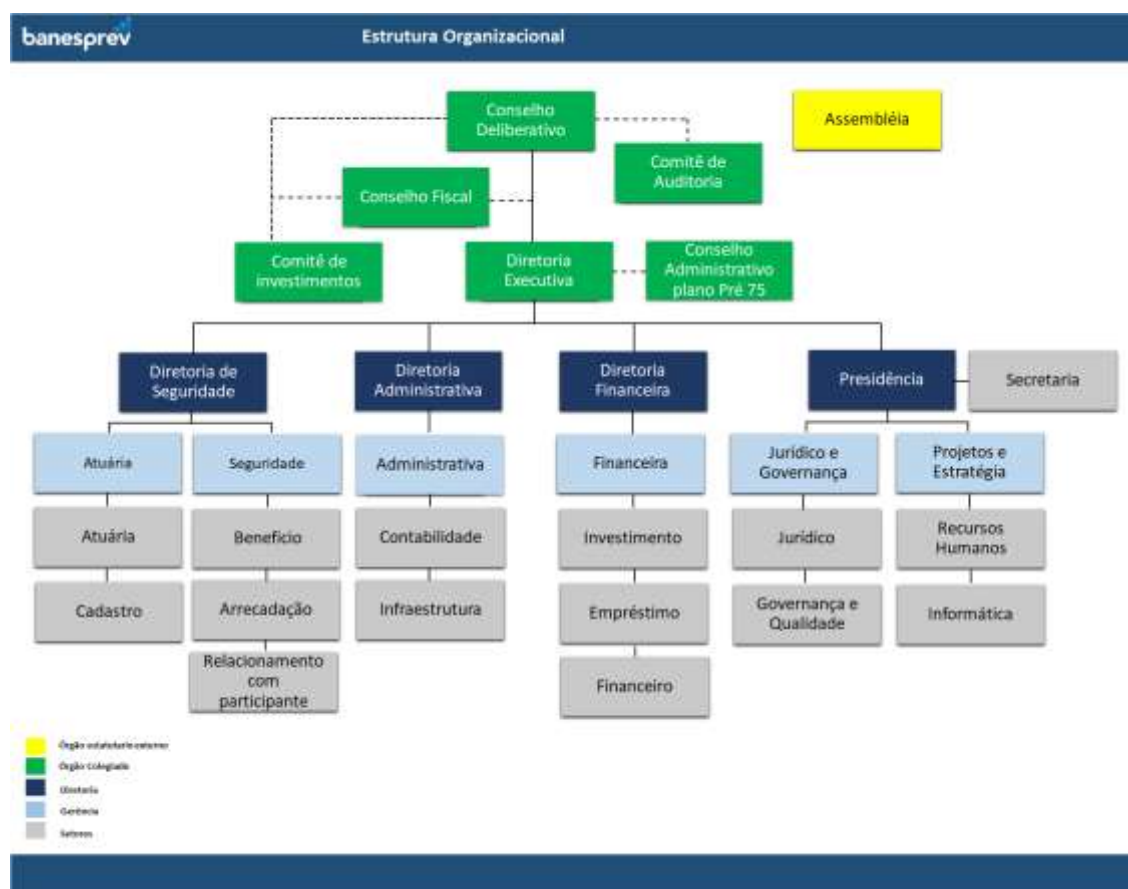 banesprev
Estrutura Organizacional
Conselho
Deliberativo
Assembléia
Comitê de
Auditoria
Conselho Fiscal
Comitê de
investimentos
Diretoria
Executiva
Conselho
Administrativo
plano Pré 75
Diretoria de
Seguridade
Diretoria
Administrativa
Diretoria
Financeira
Presidência
Secretaria
Atuária
Seguridade
Administrativa
Financeira
Jurídico e
Governança
Projetos e
Estratégia
Atuária
Benefício
Contabilidade
Investimento
Jurídico
Recursos
Humanos
Cadastro
Arrecadação
Infraestrutura
Empréstimo
Governança e
Qualidade
Informática
Relacionamento
com
participante
Financeiro
Órgão estatutario externo
Órgão Colegiado
Diretoria
Gerência
Setores